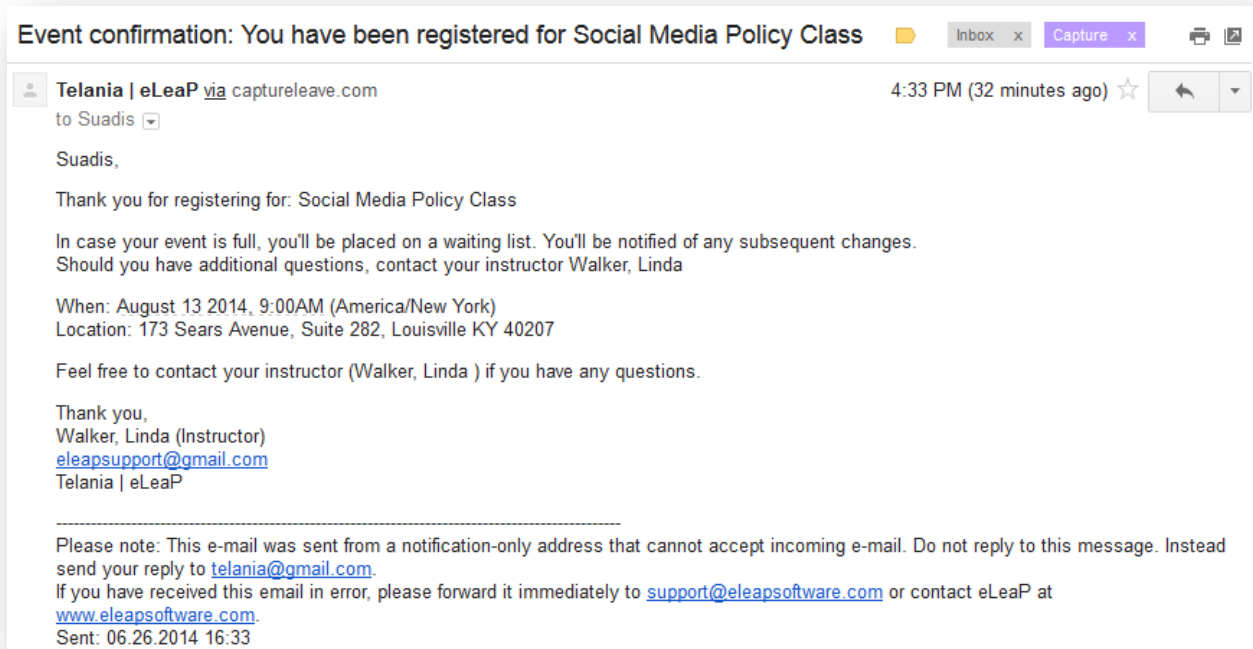 Event confirmation: You have been registered for Social Media Policy Class Inbox x Capture x
Telania | eLeaP via captureleave.com 4:33 PM (32 minutes ago)
to Suadis
Suadis,
Thank you for registering for: Social Media Policy Class
In case your event is full, you'll be placed on a waiting list. You'll be notified of any subsequent changes.
Should you have additional questions, contact your instructor Walker, Linda
When: August 13 2014, 9:00AM (America/New York)
Location: 173 Sears Avenue, Suite 282, Louisville KY 40207
Feel free to contact your instructor (Walker, Linda ) if you have any questions.
Thank you,
Walker, Linda (Instructor)
eleapsupport@gmail.com
Telania | eLeaP
----------------------------------------------------------------------------------------------------
Please note: This e-mail was sent from a notification-only address that cannot accept incoming e-mail. Do not reply to this message. Instead
send your reply to telania@gmail.com.
If you have received this email in error, please forward it immediately to support@eleapsoftware.com or contact eLeaP at
www.eleapsoftware.com.
Sent: 06.26.2014 16:33